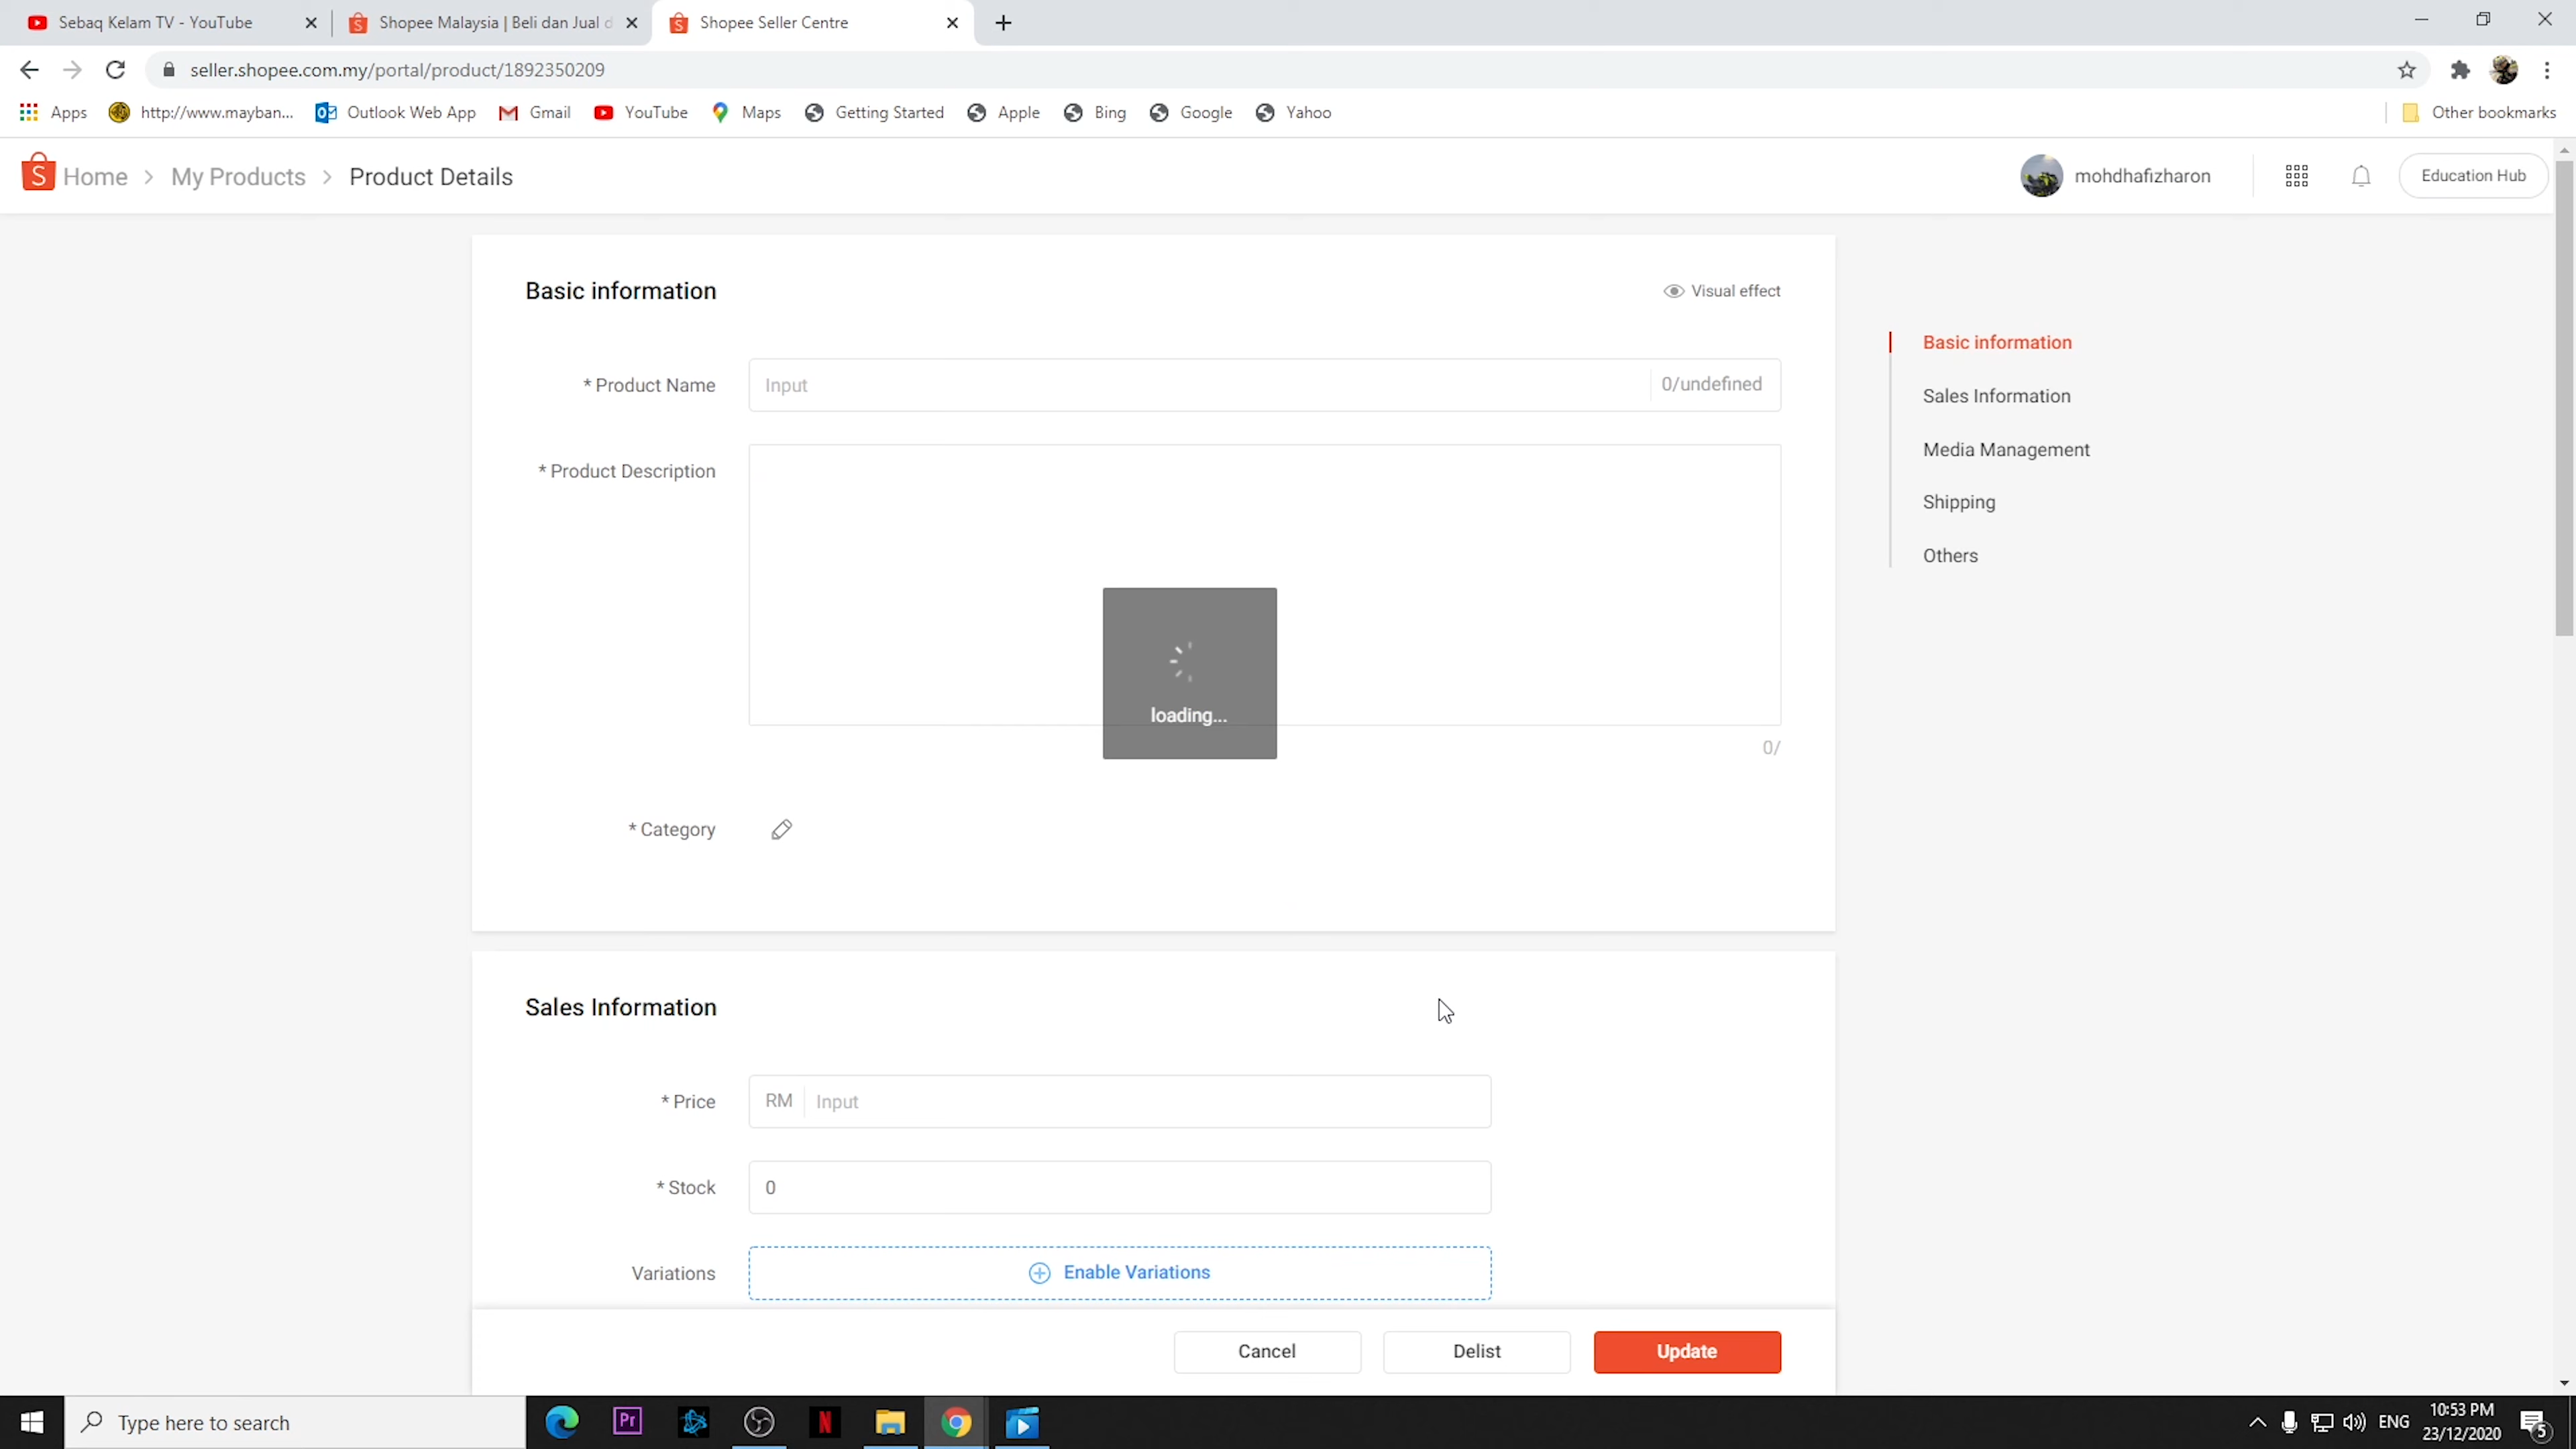 Sebaq Kelam TV - YouTube
Shopee Malaysia | Beli dan Jual d
Shopee Seller Centre
seller.shopee.com.my/portal/product/1892350209
Apps
http://www.mayban...
Outlook Web App
Gmail
YouTube
Maps
Getting Started
Apple
Bing
Google
Yahoo
Other bookmarks
Home > My Products > Product Details
mohdhafizharon
Education Hub
Basic information
Visual effect
* Product Name
Input
0/undefined
* Product Description
loading...
0/
* Category
Basic information
Sales Information
Media Management
Shipping
Others
Sales Information
* Price
RM
Input
* Stock
0
Variations
Enable Variations
Cancel
Delist
Update
Type here to search
Pr
N
ENG
10:53 PM
23/12/2020
5